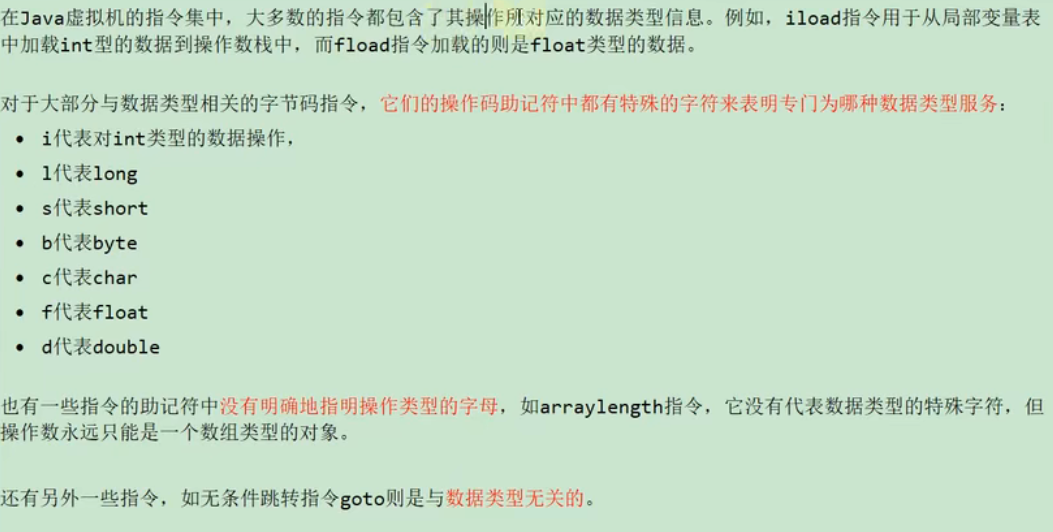 在Java虚拟机的指令集中，大多数的指令都包含了其操作所对应的数据类型信息。例如，iload指令用于从局部变量表
中加载int型的数据到操作数栈中，而fload指令加载的则是float类型的数据。
对于大部分与数据类型相关的字节码指令，它们的操作码助记符中都有特殊的字符来表明专门为哪种数据类型服务：
• i代表对int类型的数据操作，
• l代表long
• s代表short
• b代表byte
• c代表char
• f代表float
• d代表double
也有一些指令的助记符中没有明确地指明操作类型的字母，如arraylength指令，它没有代表数据类型的特殊字符，但
操作数永远只能是一个数组类型的对象。
还有另外一些指令，如无条件跳转指令goto则是与数据类型无关的。